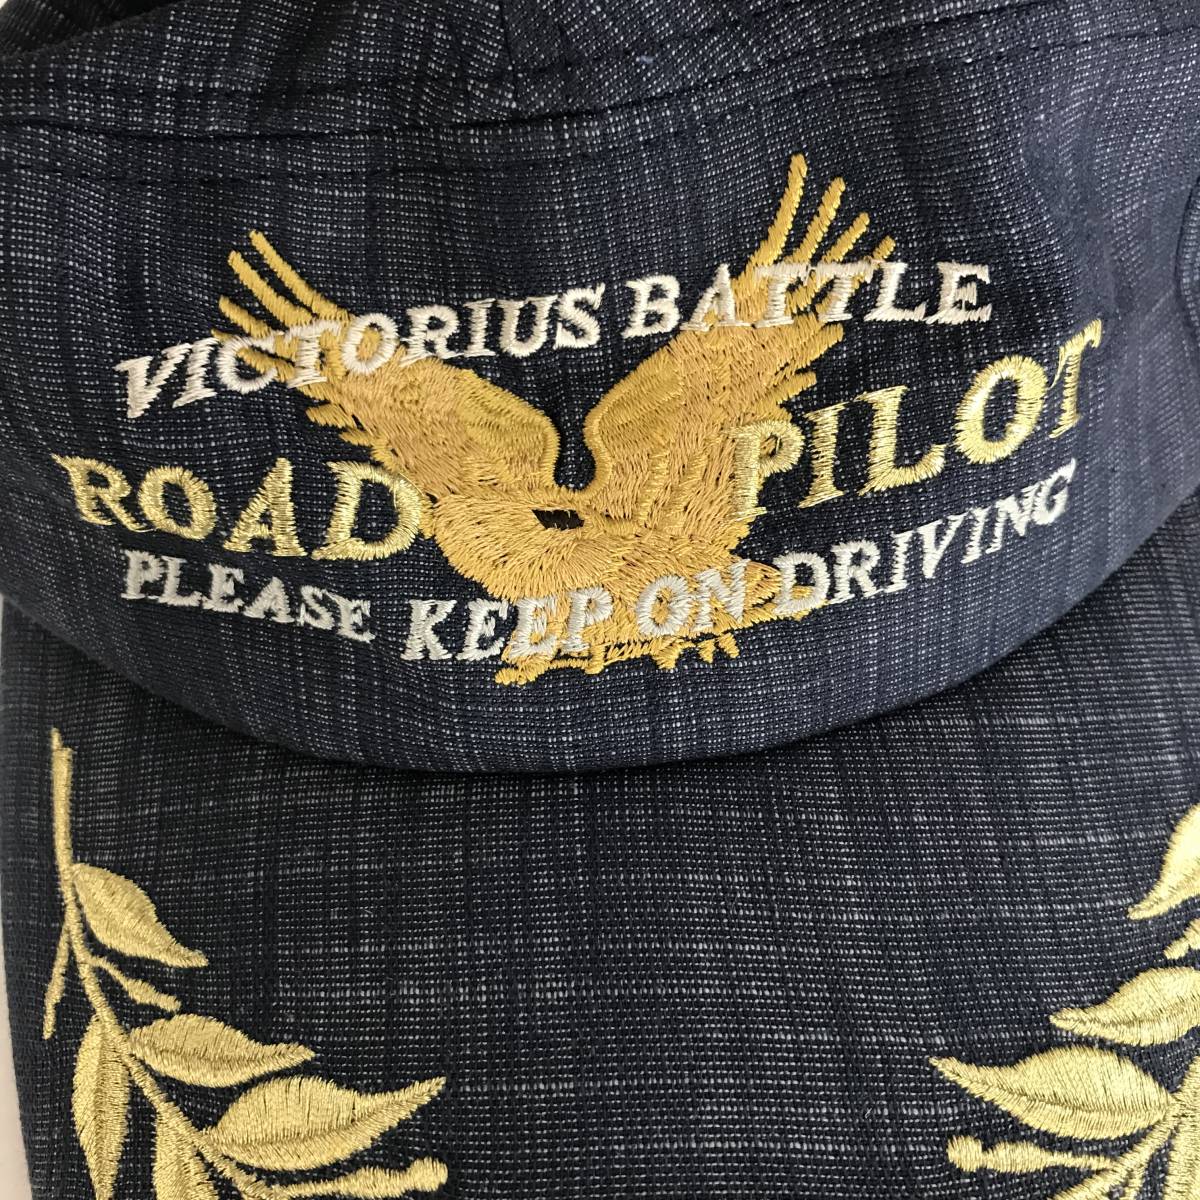 VICTORIUS BATTLE
ROAD PILOT
PLEASE KEEP ON DRIVING